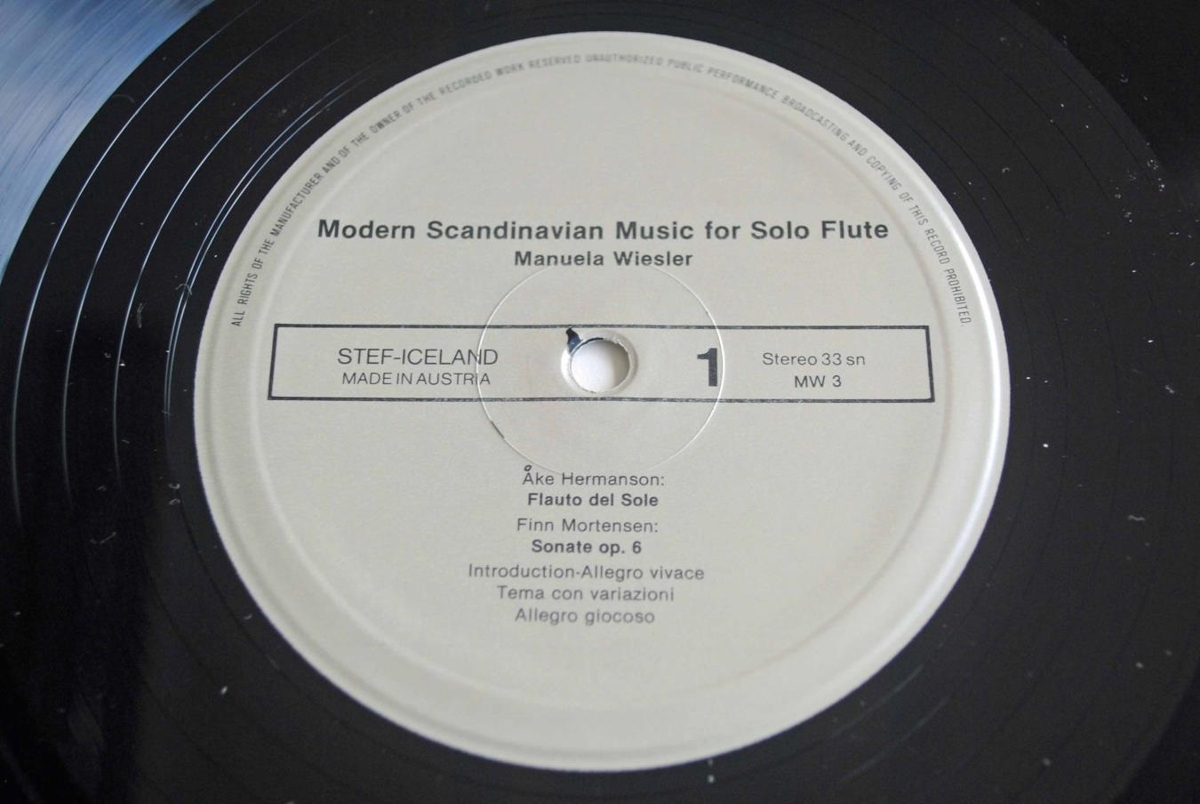 ALL RIGHTS OF THE MANUFACTURER AND OF THE OWNER OF THE RECORDED WORK RESERVED UNAUTHORIZED PUBLIC PERFORMANCE BROADCASTING AND COPYING OF THIS RECORD PROHIBITED
Modern Scandinavian Music for Solo Flute
Manuela Wiesler
STEF-ICELAND
MADE IN AUSTRIA
1
Stereo 33 sn
MW 3
Åke Hermanson:
Flauto del Sole
Finn Mortensen:
Sonate op. 6
Introduction-Allegro vivace
Tema con variazioni
Allegro giocoso